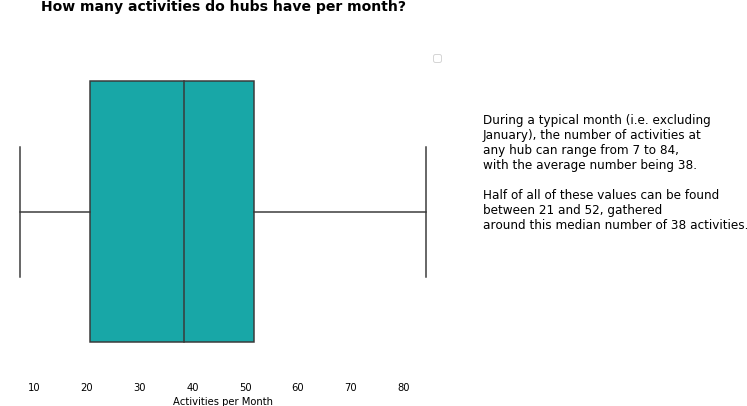 How many activities do hubs have per month?
During a typical month (i.e. excluding
January), the number of activities at
any hub can range from 7 to 84,
with the average number being 38.
Half of all of these values can be found
between 21 and 52, gathered
around this median number of 38 activities.
10 20 30 40 50 60 70 80
Activities per Month